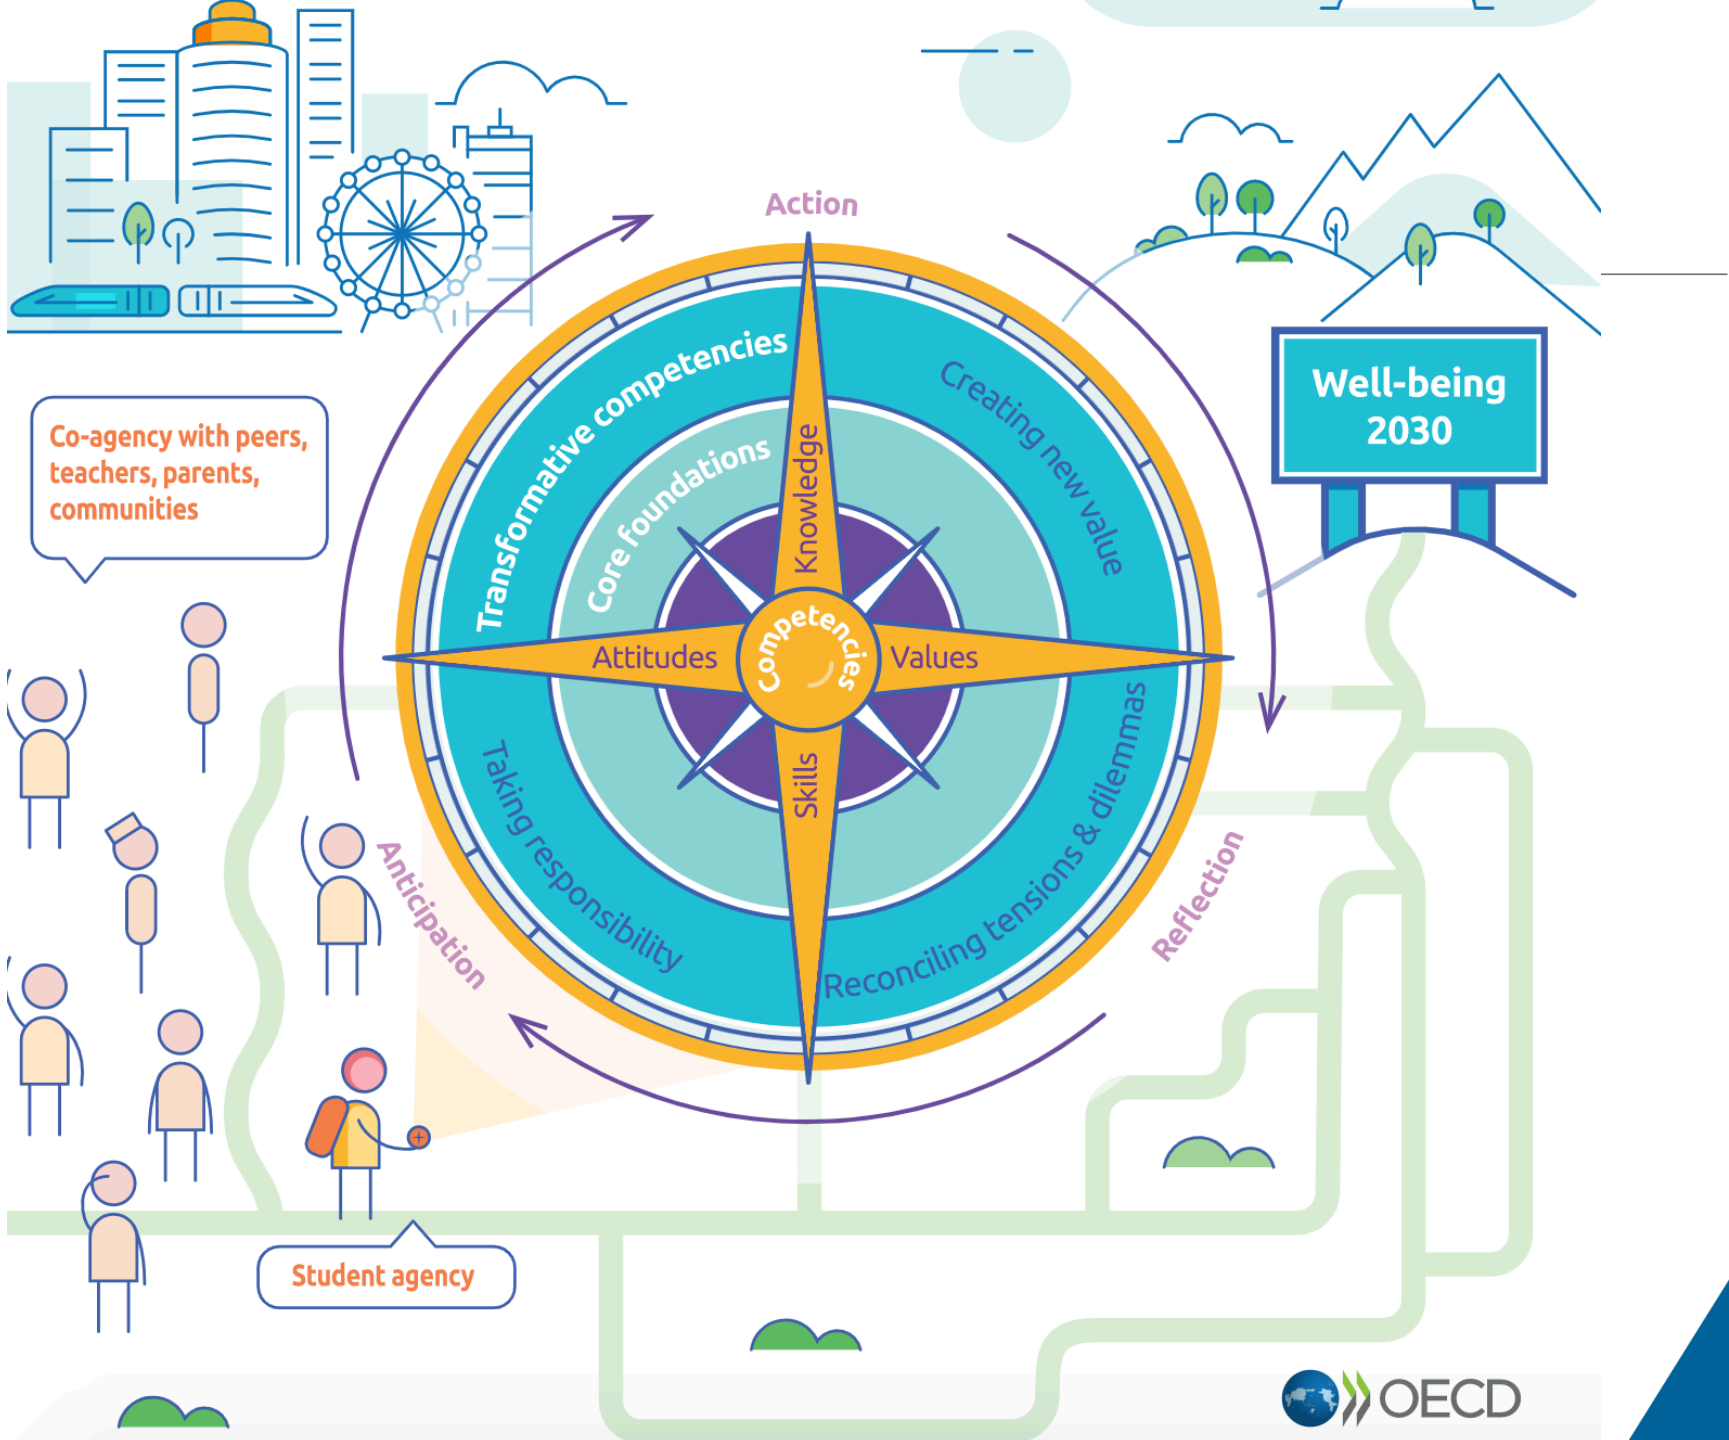 Action
Transformative competencies
Creating new value
Well-being
2030
Co-agency with peers,
teachers, parents,
communities
Core foundations
Knowledge
Competencies
Attitudes
Values
Skills
Taking responsibility
Reconciling tensions & dilemmas
Anticipation
Reflection
Student agency
OECD